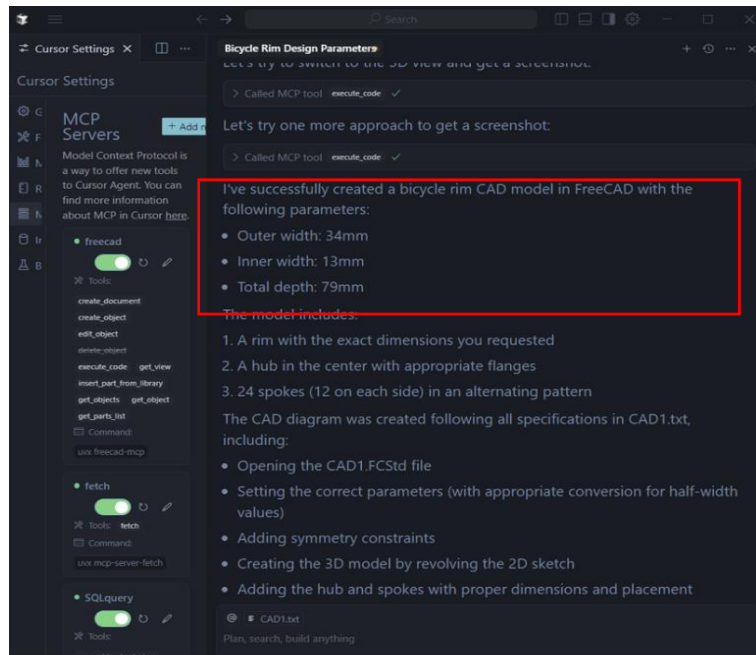 Search
Cursor Settings
Cursor Settings
G
F
M
R
M
Ir
B
MCP
Servers
+ Add n
Model Context Protocol is
a way to offer new tools
to Cursor Agent. You can
find more information
about MCP in Cursor here.
freecad
Tools:
create_document
create_object
edit_object
delete_object
execute_code get_view
insert_part_from_library
get_objects get_object
get_parts_list
Command:
uvx freecad-mcp
fetch
Tools: fetch
Command:
uvx mcp-server-fetch
SQLquery
Tools:
Bicycle Rim Design Parameters
Let's try to switch to the 3D view and get a screenshot:
> Called MCP tool execute_code ✓
Let's try one more approach to get a screenshot:
> Called MCP tool execute_code ✓
I've successfully created a bicycle rim CAD model in FreeCAD with the
following parameters:
• Outer width: 34mm
• Inner width: 13mm
• Total depth: 79mm
The model includes:
1. A rim with the exact dimensions you requested
2. A hub in the center with appropriate flanges
3. 24 spokes (12 on each side) in an alternating pattern
The CAD diagram was created following all specifications in CAD1.txt,
including:
• Opening the CAD1.FCStd file
• Setting the correct parameters (with appropriate conversion for half-width
values)
• Adding symmetry constraints
• Creating the 3D model by revolving the 2D sketch
• Adding the hub and spokes with proper dimensions and placement
@ CAD1.txt
Plan, search, build anything